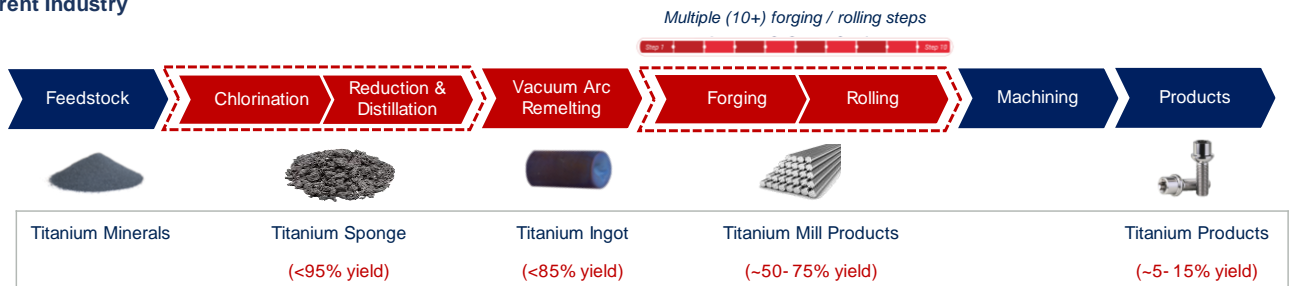 rent Industry
Multiple (10+) forging / rolling steps
Step 1
Step 10
Feedstock
Chlorination
Reduction &
Distillation
Vacuum Arc
Remelting
Forging
Rolling
Machining
Products
Titanium Minerals
Titanium Sponge
Titanium Ingot
Titanium Mill Products
Titanium Products
(<95% yield)
(<85% yield)
(~50- 75% yield)
(~5- 15% yield)